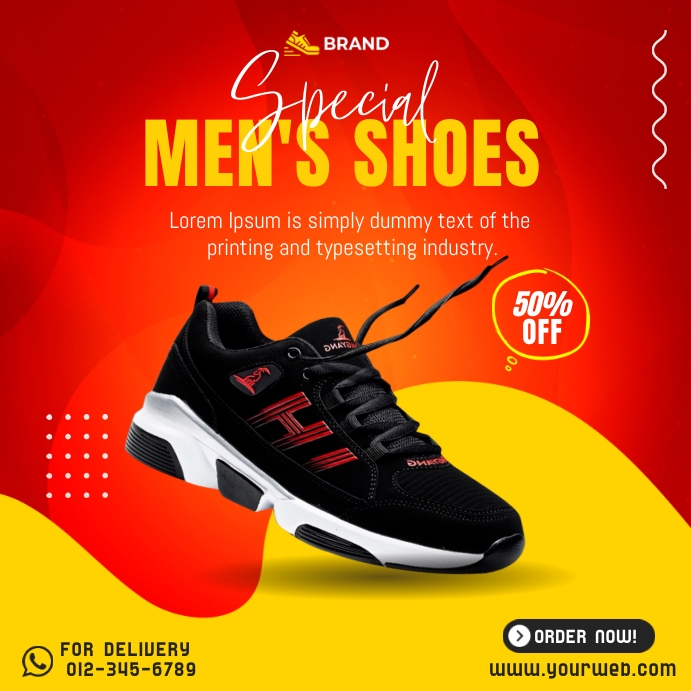 BRAND
Special
MEN'S SHOES
Lorem Ipsum is simply dummy text of the
printing and typesetting industry.
50%
OFF
FOR DELIVERY
012-345-6789
ORDER NOW!
www.yourweb.com